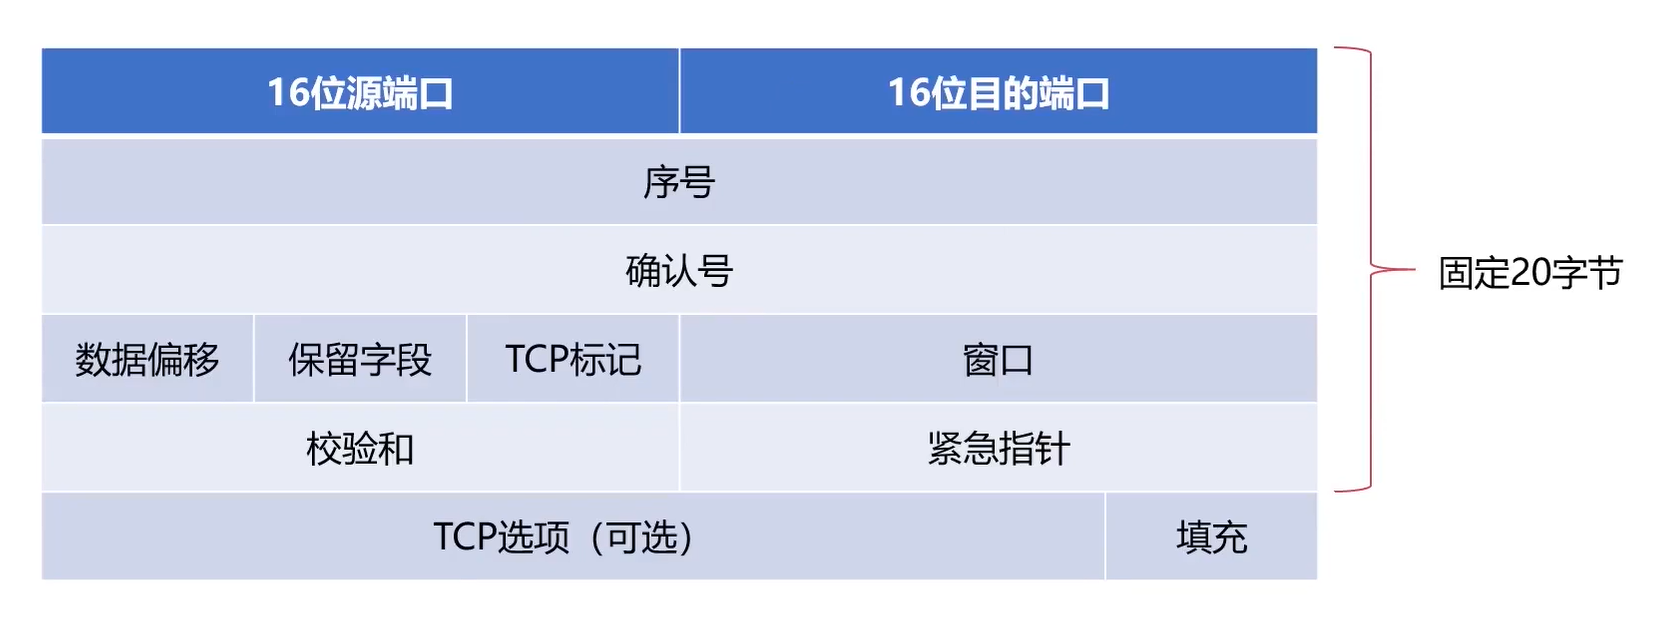 16位源端口
16位目的端口
序号
确认号
固定20字节
数据偏移
保留字段
TCP标记
窗口
校验和
紧急指针
TCP选项（可选）
填充